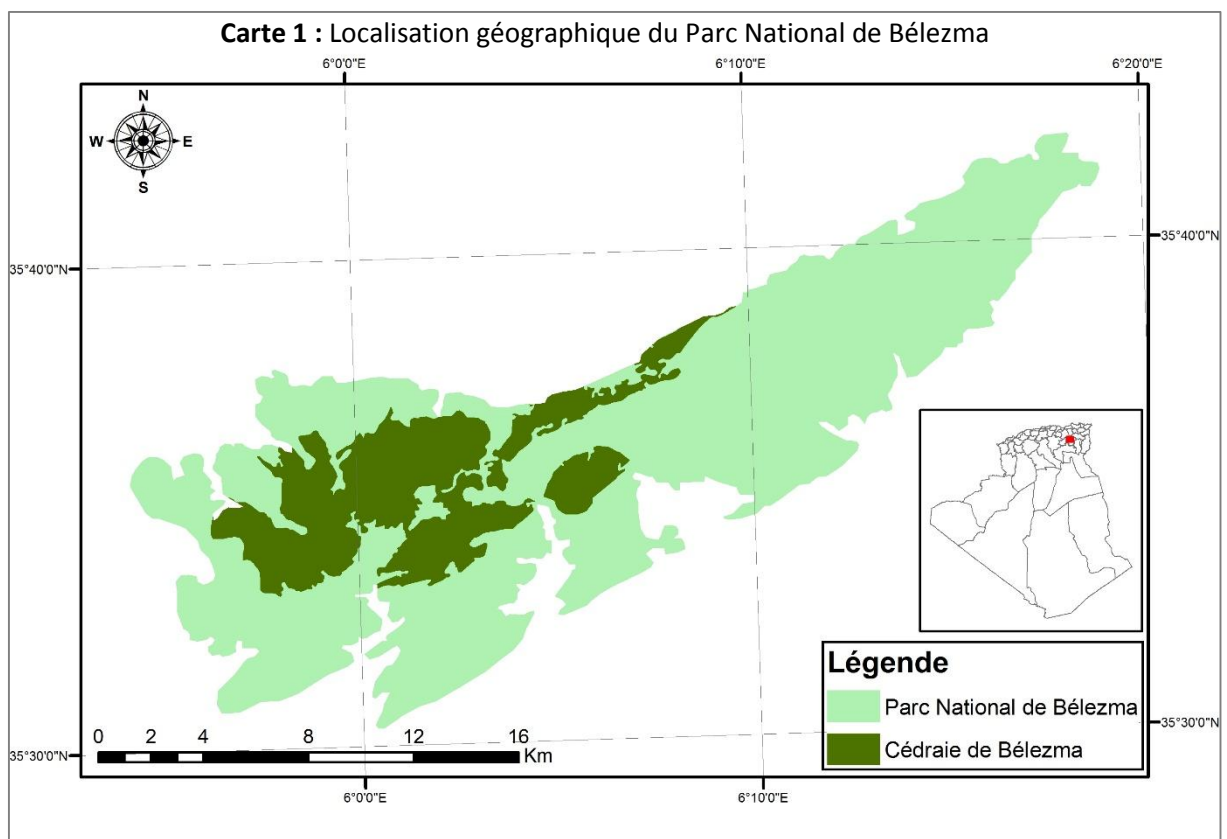 Carte 1 : Localisation géographique du Parc National de Bélezma
6°0'0"E 6°10'0"E 6°20'0"E
N
W E
S
35°40'0"N 35°40'0"N
Légende
Parc National de Bélezma
Cédraie de Bélezma
0 2 4 8 12 16
Km
35°30'0"N 35°30'0"N
6°0'0"E 6°10'0"E